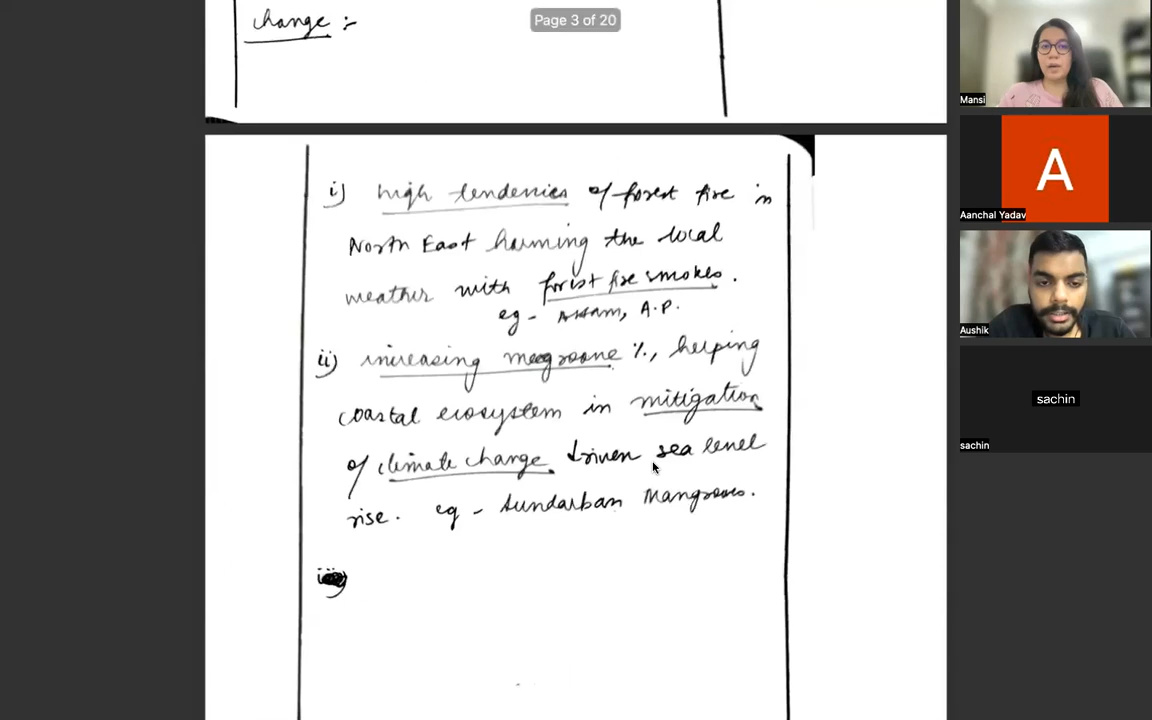 change :-
Page 3 of 20
i) high tendenies of forest fire in
North East harming the local
weather with forest fire smokes.
eg - Assam, A.P.
ii) increasing mangroove %, helping
coastal ecosystem in mitigation
of climate change driven sea level
rise. eg - Sundarban Mangroves.
Mansi
A
Aanchal Yadav
Aushik
sachin
sachin